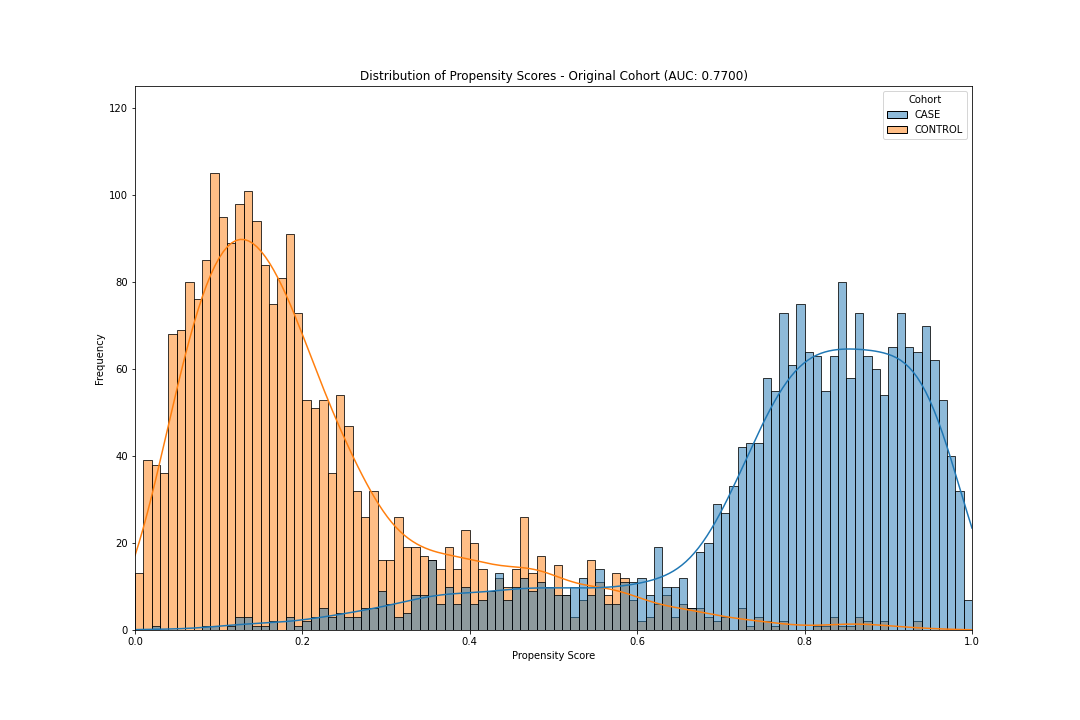 Distribution of Propensity Scores - Original Cohort (AUC: 0.7700)
Cohort
CASE
CONTROL
120
100
80
60
40
20
0
Frequency
0.0 0.2 0.4 0.6 0.8 1.0
Propensity Score